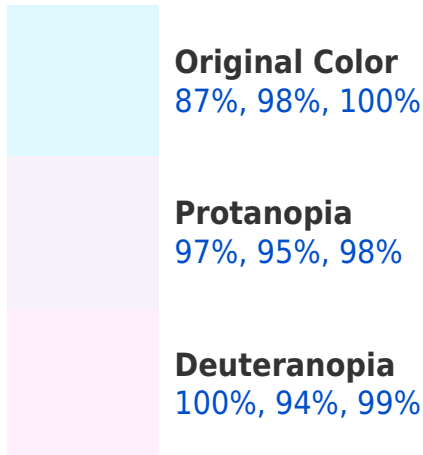 Original Color
87%, 98%, 100%
Protanopia
97%, 95%, 98%
Deuteranopia
100%, 94%, 99%